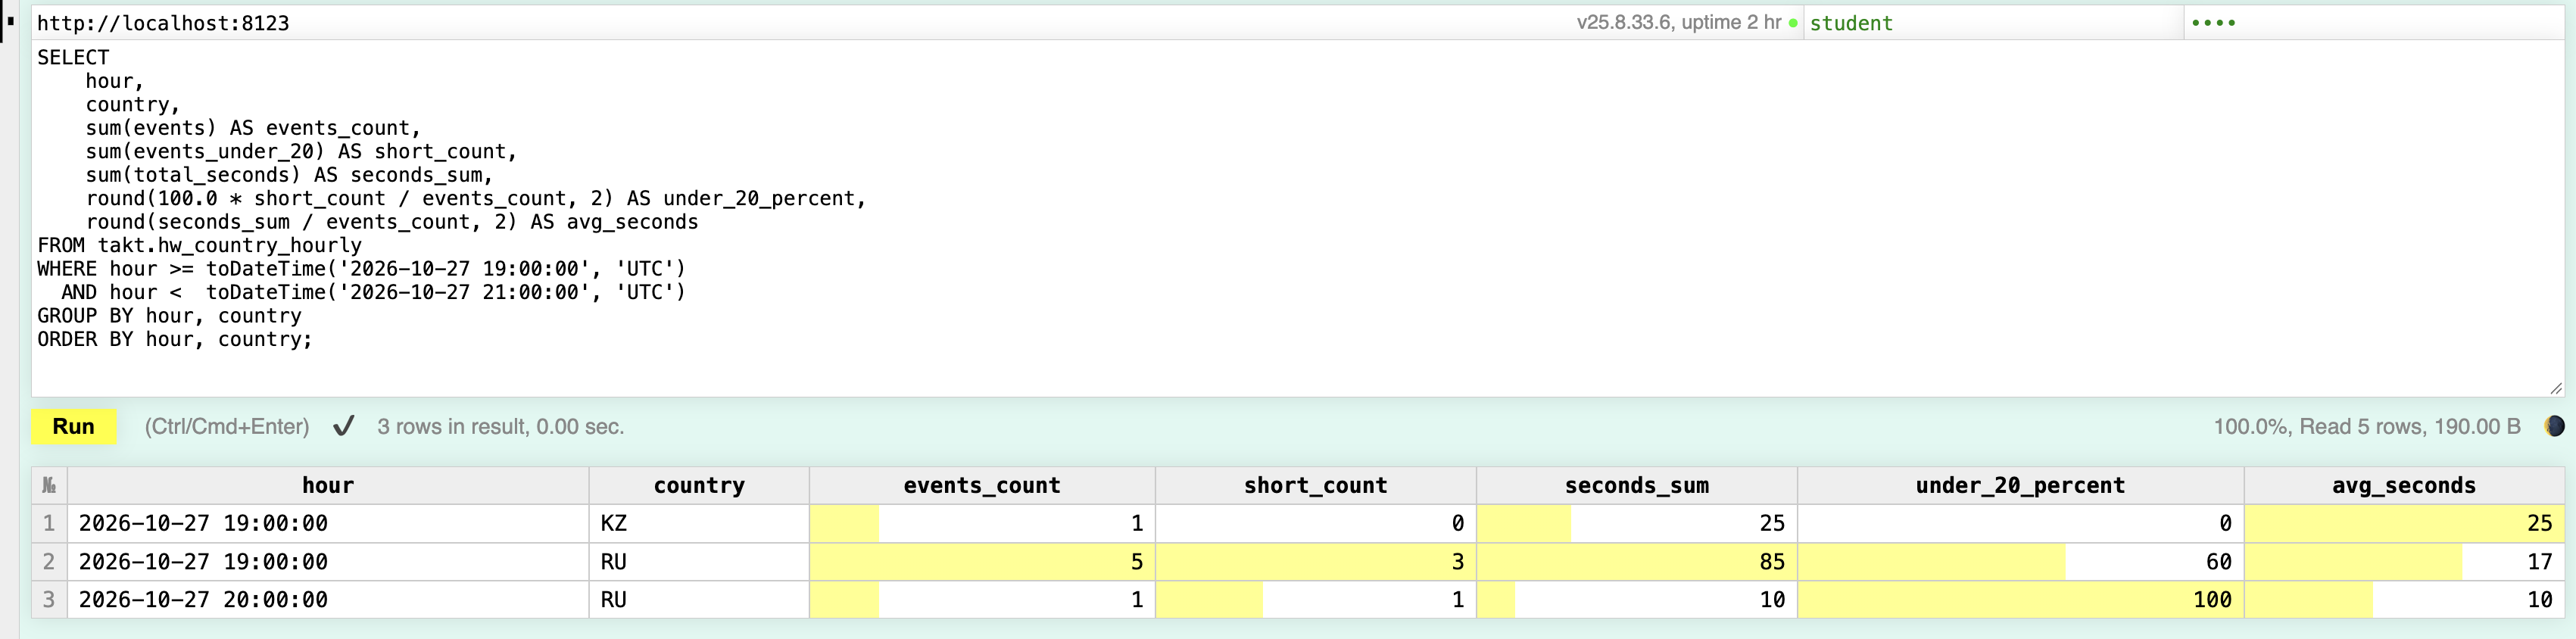 http://localhost:8123 v25.8.33.6, uptime 2 hr student ••••
SELECT
    hour,
    country,
    sum(events) AS events_count,
    sum(events_under_20) AS short_count,
    sum(total_seconds) AS seconds_sum,
    round(100.0 * short_count / events_count, 2) AS under_20_percent,
    round(seconds_sum / events_count, 2) AS avg_seconds
FROM takt.hw_country_hourly
WHERE hour >= toDateTime('2026-10-27 19:00:00', 'UTC')
  AND hour <  toDateTime('2026-10-27 21:00:00', 'UTC')
GROUP BY hour, country
ORDER BY hour, country;
Run (Ctrl/Cmd+Enter) ✔ 3 rows in result, 0.00 sec. 100.0%, Read 5 rows, 190.00 B
№ hour country events_count short_count seconds_sum under_20_percent avg_seconds
1 2026-10-27 19:00:00 KZ 1 0 25 0 25
2 2026-10-27 19:00:00 RU 5 3 85 60 17
3 2026-10-27 20:00:00 RU 1 1 10 100 10